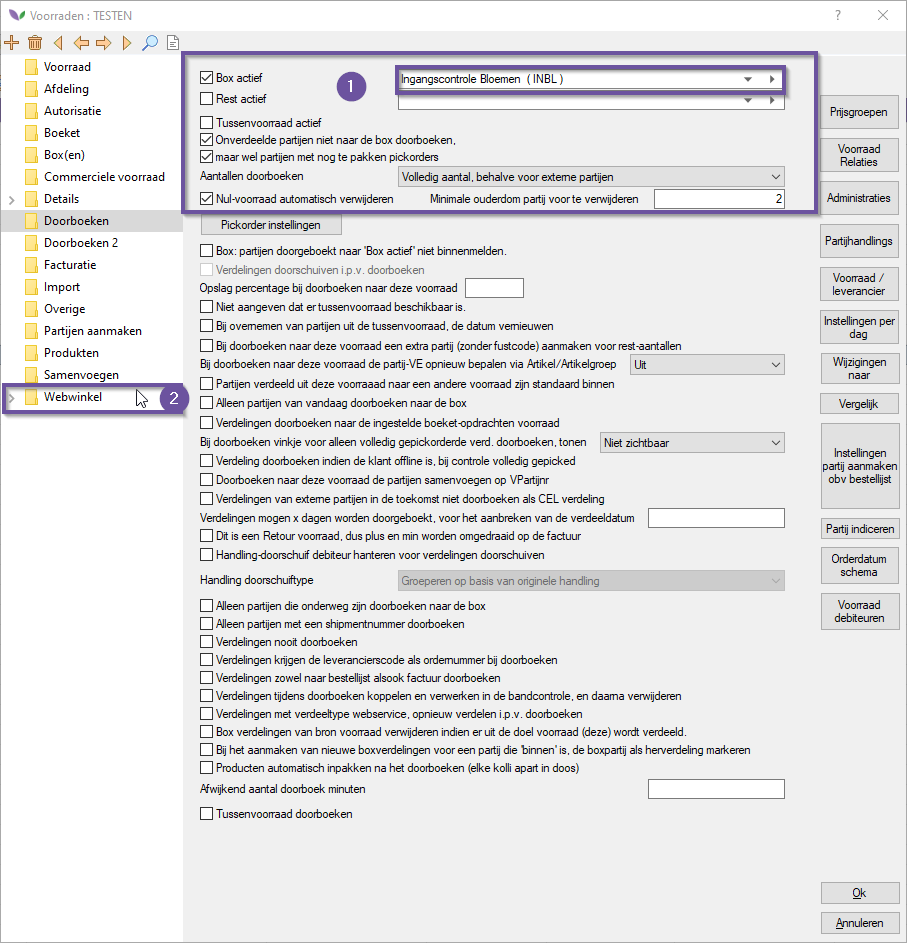 Voorraden : TESTEN
?
Voorraad
Afdeling
Autorisatie
Boeket
Box(en)
Commerciele voorraad
Details
Doorboeken
Doorboeken 2
Facturatie
Import
Overige
Partijen aanmaken
Produkten
Samenvoegen
Webwinkel
2
Box actief
1
Ingangscontrole Bloemen ( INBL )
Rest actief
Tussenvoorraad actief
Onverdeelde partijen niet naar de box doorboeken,
maar wel partijen met nog te pakken pickorders
Aantallen doorboeken
Volledig aantal, behalve voor externe partijen
Nul-voorraad automatisch verwijderen
Minimale ouderdom partij voor te verwijderen
2
Pickorder instellingen
Box: partijen doorgeboekt naar 'Box actief' niet binnenmelden.
Verdelingen doorschuiven i.p.v. doorboeken
Opslag percentage bij doorboeken naar deze voorraad
Niet aangeven dat er tussenvoorraad beschikbaar is.
Bij overnemen van partijen uit de tussenvoorraad, de datum vernieuwen
Bij doorboeken naar deze voorraad een extra partij (zonder fustcode) aanmaken voor rest-aantallen
Bij doorboeken naar deze voorraad de partij-VE opnieuw bepalen via Artikel/Artikelgroep
Uit
Partijen verdeeld uit deze voorraaad naar een andere voorraad zijn standaard binnen
Alleen partijen van vandaag doorboeken naar de box
Verdelingen doorboeken naar de ingestelde boeket-opdrachten voorraad
Bij doorboeken vinkje voor alleen volledig gepickorderde verd. doorboeken, tonen
Niet zichtbaar
Verdeling doorboeken indien de klant offline is, bij controle volledig gepicked
Doorboeken naar deze voorraad de partijen samenvoegen op VPartijnr
Verdelingen van externe partijen in de toekomst niet doorboeken als CEL verdeling
Verdelingen mogen x dagen worden doorgeboekt, voor het aanbreken van de verdeeldatum
Dit is een Retour voorraad, dus plus en min worden omgedraaid op de factuur
Handling-doorschuif debiteur hanteren voor verdelingen doorschuiven
Handling doorschuiftype
Groeperen op basis van originele handling
Alleen partijen die onderweg zijn doorboeken naar de box
Alleen partijen met een shipmentnummer doorboeken
Verdelingen nooit doorboeken
Verdelingen krijgen de leverancierscode als ordernummer bij doorboeken
Verdelingen zowel naar bestellijst alsook factuur doorboeken
Verdelingen tijdens doorboeken koppelen en verwerken in de bandcontrole, en daarna verwijderen
Verdelingen met verdeeltype webservice, opnieuw verdelen i.p.v. doorboeken
Box verdelingen van bron voorraad verwijderen indien er uit de doel voorraad (deze) wordt verdeeld.
Bij het aanmaken van nieuwe boxverdelingen voor een partij die 'binnen' is, de boxpartij als herverdeling markeren
Producten automatisch inpakken na het doorboeken (elke kolli apart in doos)
Afwijkend aantal doorboek minuten
Tussenvoorraad doorboeken
Prijsgroepen
Voorraad
Relaties
Administraties
Partijhandlings
Voorraad /
leverancier
Instellingen per
dag
Wijzigingen
naar
Vergelijk
Instellingen
partij aanmaken
obv bestellijst
Partij indiceren
Orderdatum
schema
Voorraad
debiteuren
Ok
Annuleren